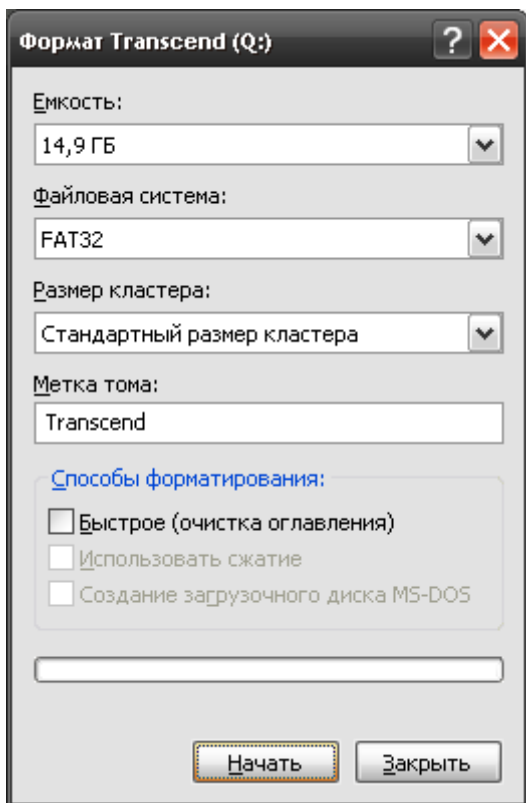 Формат Transcend (Q:)
Емкость:
14,9 ГБ
Файловая система:
FAT32
Размер кластера:
Стандартный размер кластера
Метка тома:
Transcend
Способы форматирования:
Быстрое (очистка оглавления)
Использовать сжатие
Создание загрузочного диска MS-DOS
Начать
Закрыть